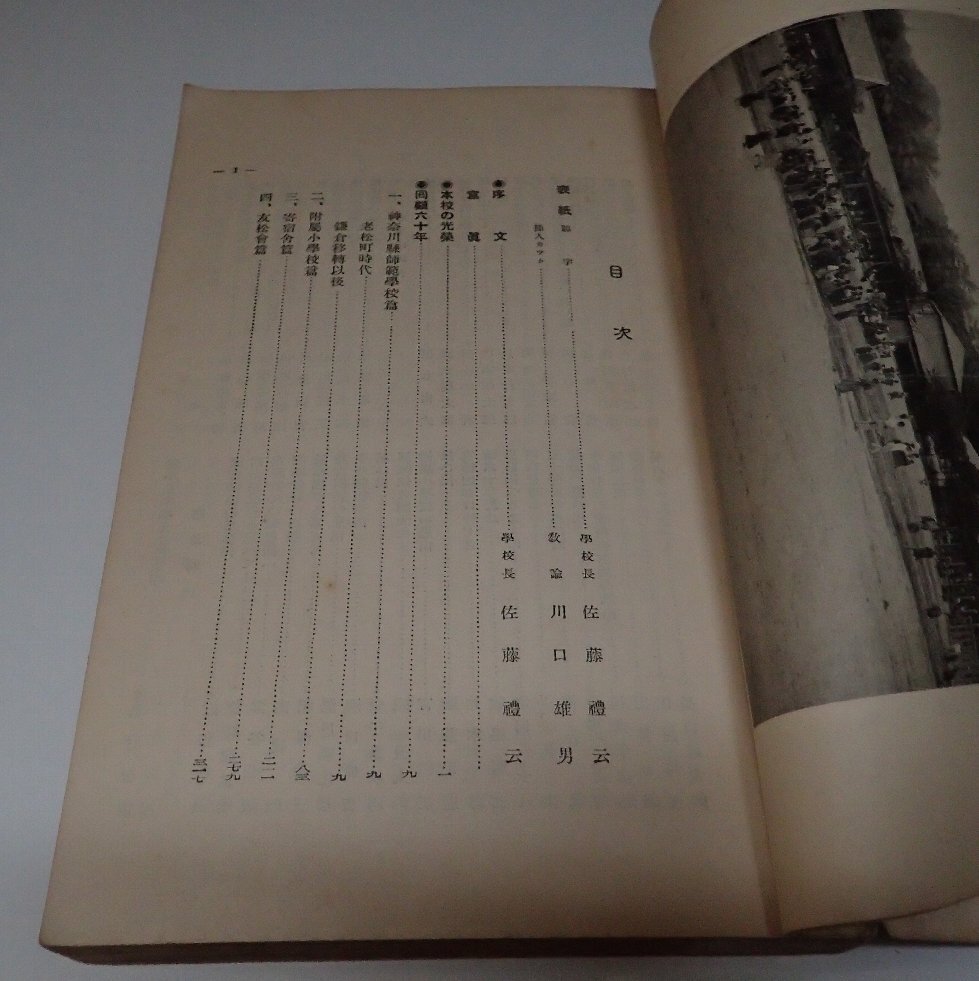 目次
表紙題字……學校長 佐藤禮云
挿入カツト……教諭 川口雄男
●序文……學校長 佐藤禮云
寫眞……
●本校の光榮……一
●回顧六十年……九
一、神奈川縣師範學校篇……九
老松町時代……九
鎌倉移轉以後……八三
二、附屬小學校篇……二一一
三、寄宿舍篇……二七九
四、友松會篇……三一七
— 1 —